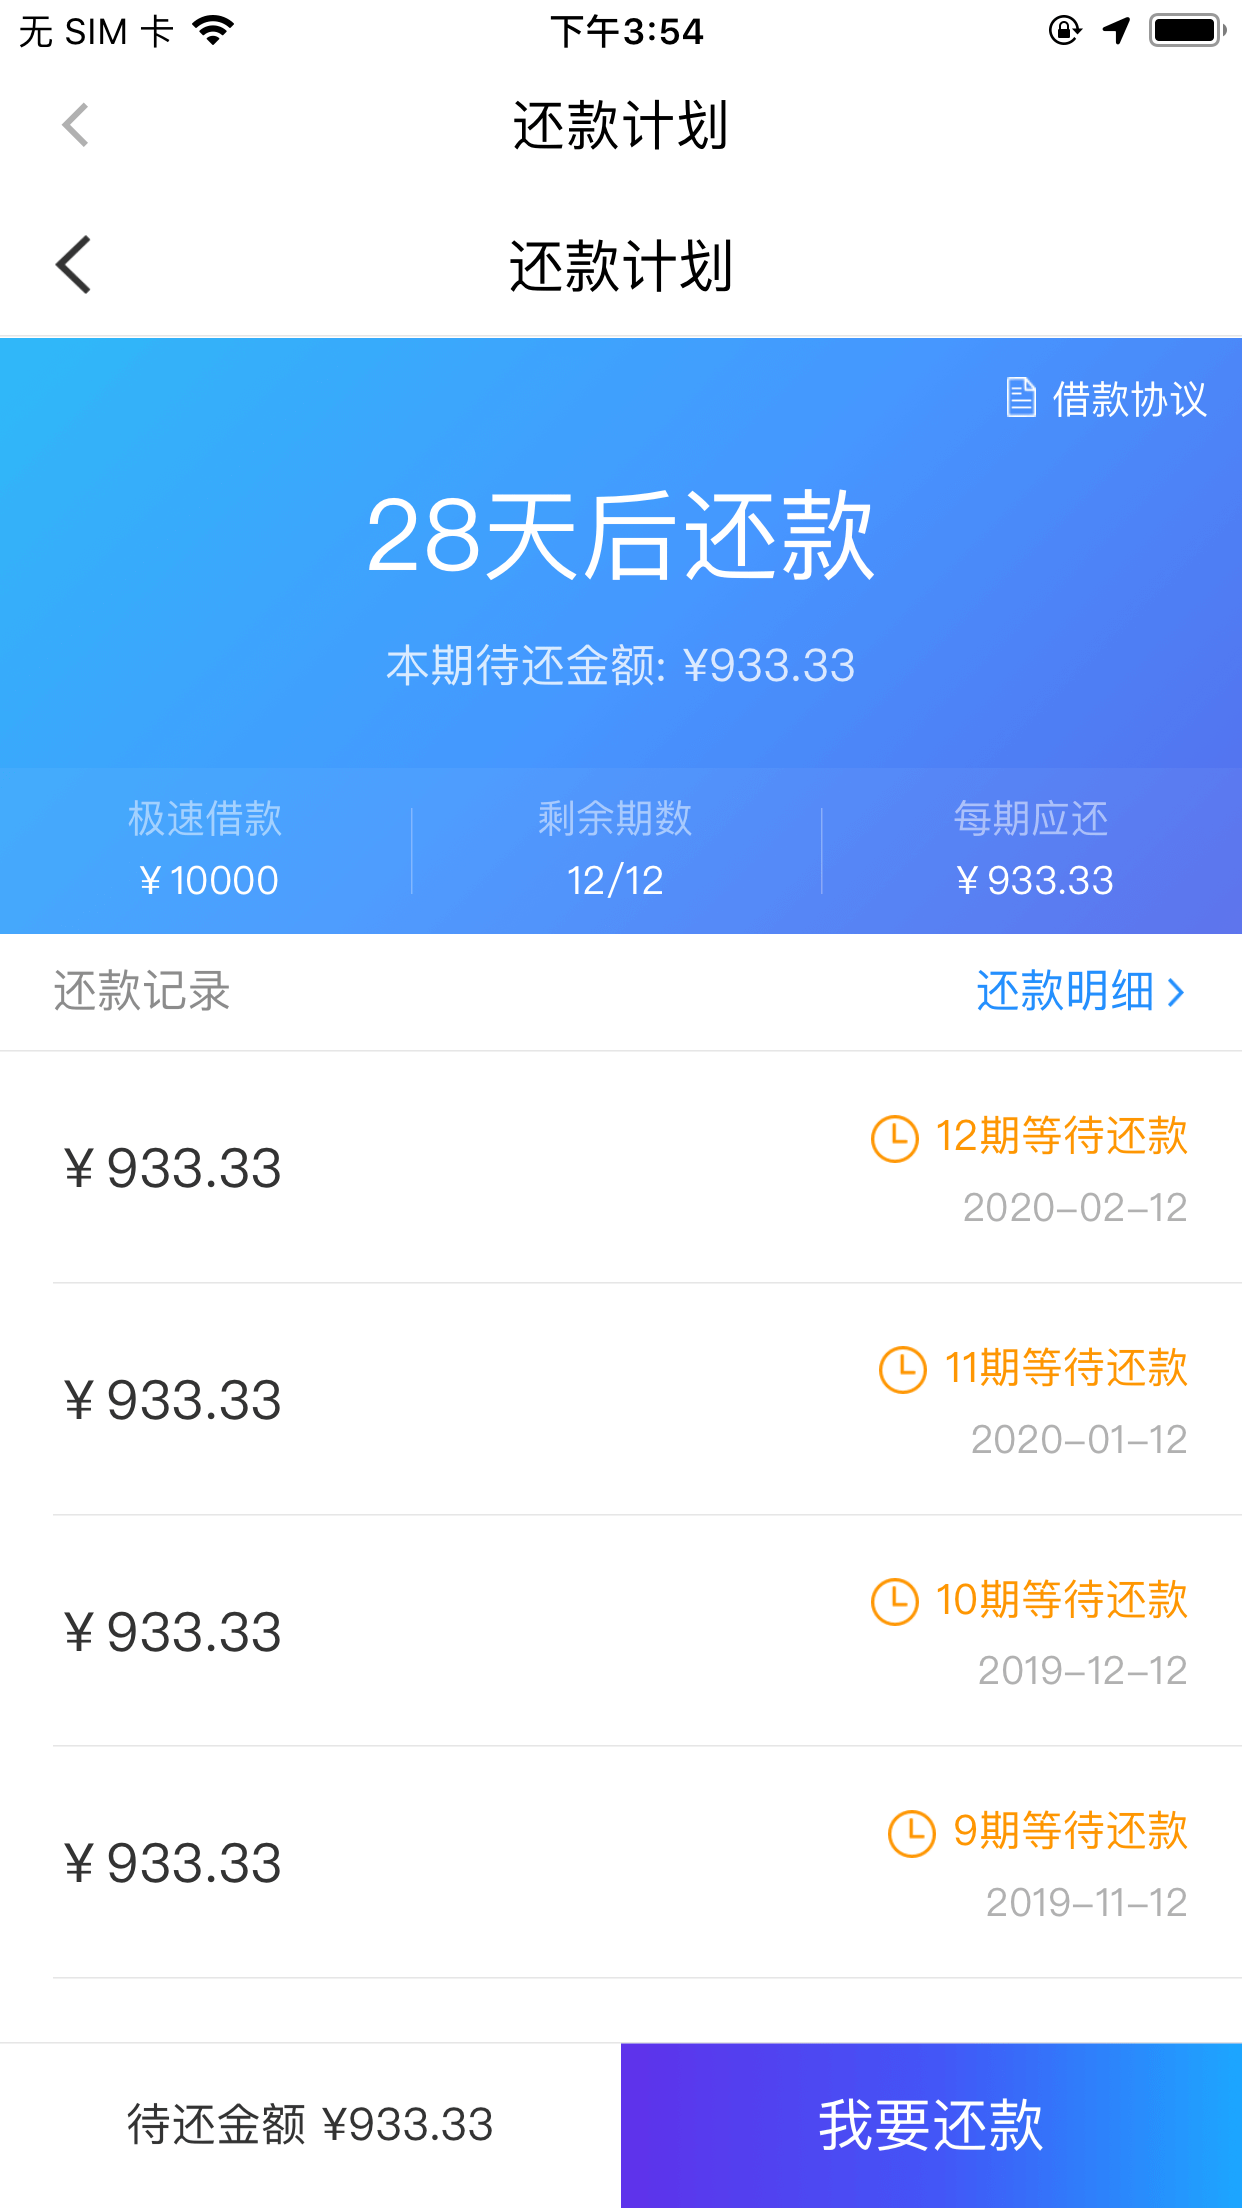 无 SIM 卡 下午3:54
还款计划
还款计划
借款协议
28天后还款
本期待还金额: ¥933.33
极速借款 剩余期数 每期应还
¥10000 12/12 ¥933.33
还款记录 还款明细
¥933.33 12期等待还款
2020-02-12
¥933.33 11期等待还款
2020-01-12
¥933.33 10期等待还款
2019-12-12
¥933.33 9期等待还款
2019-11-12
待还金额 ¥933.33 我要还款